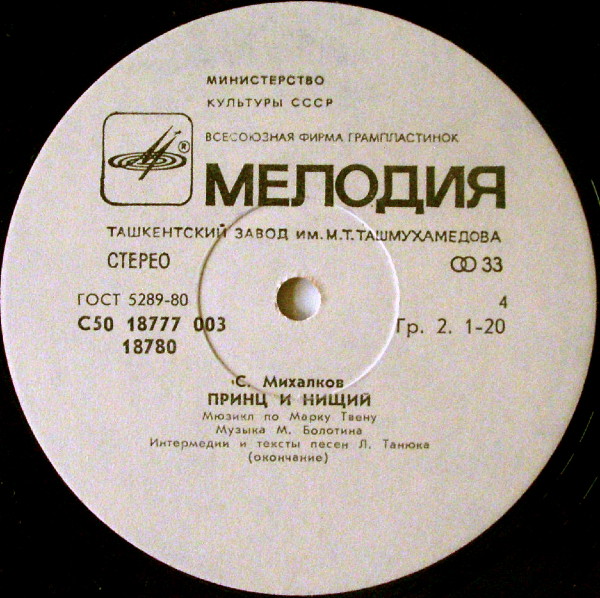 МИНИСТЕРСТВО
КУЛЬТУРЫ СССР
ВСЕСОЮЗНАЯ ФИРМА ГРАМПЛАСТИНОК
®
МЕЛОДИЯ
ТАШКЕНТСКИЙ ЗАВОД ИМ. М.Т. ТАШМУХАМЕДОВА
СТЕРЕО 33
ГОСТ 5289-80 4
С50 18777 003 Гр. 2. 1-20
18780
С. Михалков
ПРИНЦ И НИЩИЙ
Мюзикл по Марку Твену
Музыка М. Болотина
Интермедии и тексты песен Л. Танюка
(окончание)